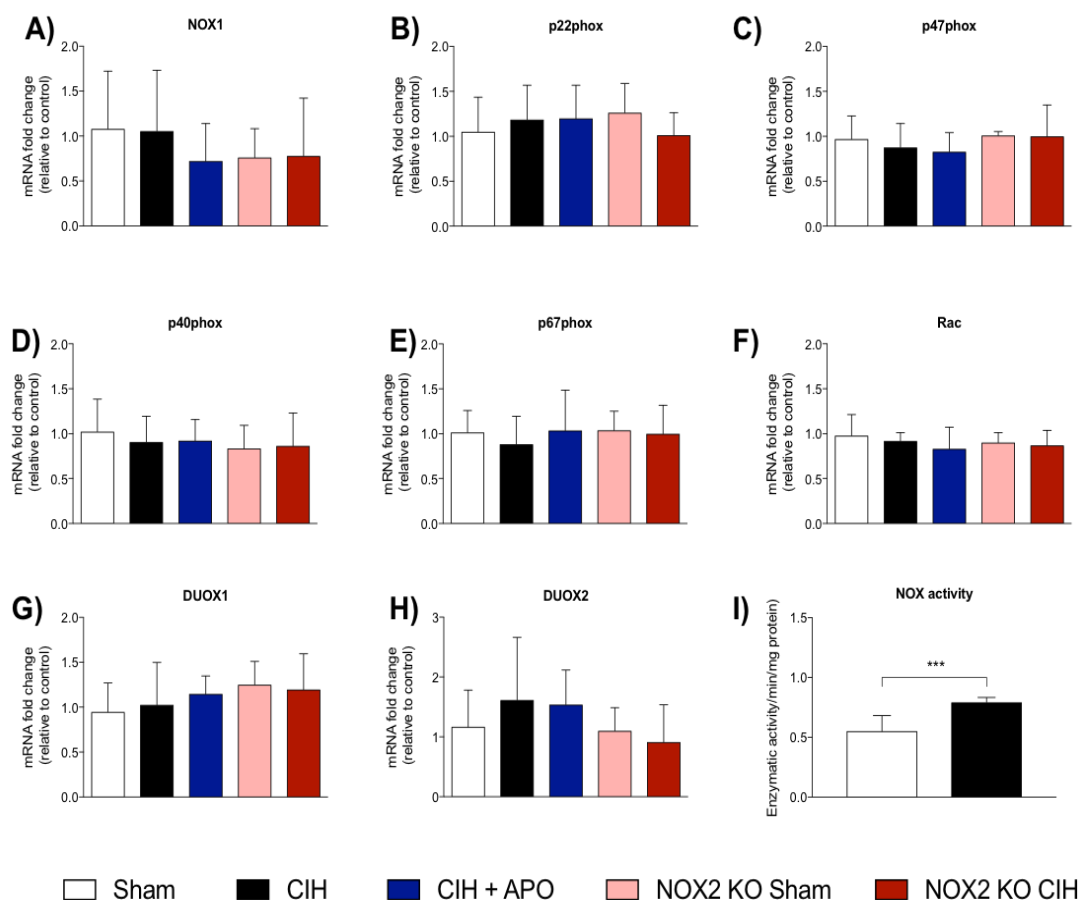 A)
NOX1
mRNA fold change
(relative to control)
2.0
1.5
1.0
0.5
0.0
B)
p22phox
mRNA fold change
(relative to control)
2.0
1.5
1.0
0.5
0.0
C)
p47phox
mRNA fold change
(relative to control)
2.0
1.5
1.0
0.5
0.0
D)
p40phox
mRNA fold change
(relative to control)
2.0
1.5
1.0
0.5
0.0
E)
p67phox
mRNA fold change
(relative to control)
2.0
1.5
1.0
0.5
0.0
F)
Rac
mRNA fold change
(relative to control)
2.0
1.5
1.0
0.5
0.0
G)
DUOX1
mRNA fold change
(relative to control)
2.0
1.5
1.0
0.5
0.0
H)
DUOX2
mRNA fold change
(relative to control)
3
2
1
0
I)
NOX activity
Enzymatic activity/min/mg protein)
1.5
1.0
0.5
0.0
***
Sham CIH CIH + APO NOX2 KO Sham NOX2 KO CIH